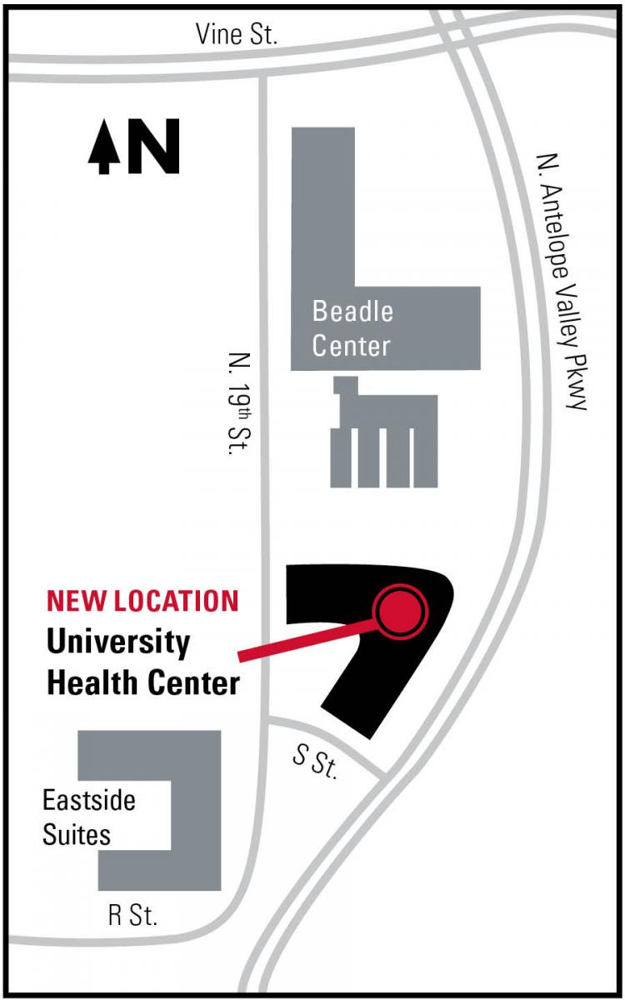 Vine St.
N
N. Antelope Valley Pkwy
Beadle
Center
N. 19th St.
NEW LOCATION
University
Health Center
S St.
Eastside
Suites
R St.